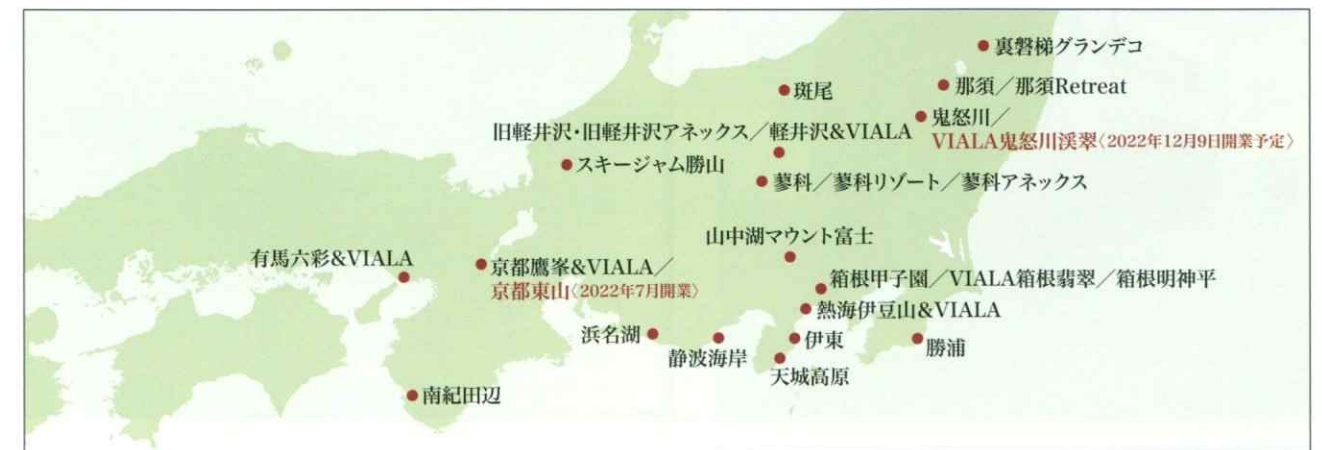 裏磐梯グランデコ
那須／那須Retreat
斑尾
鬼怒川／
VIALA鬼怒川渓翠〈2022年12月9日開業予定〉
旧軽井沢・旧軽井沢アネックス／軽井沢&VIALA
スキージャム勝山
蓼科／蓼科リゾート／蓼科アネックス
山中湖マウント富士
有馬六彩&VIALA
京都鷹峯&VIALA／
京都東山〈2022年7月開業〉
箱根甲子園／VIALA箱根翡翠／箱根明神平
熱海伊豆山&VIALA
浜名湖
静波海岸
伊東
勝浦
天城高原
南紀田辺